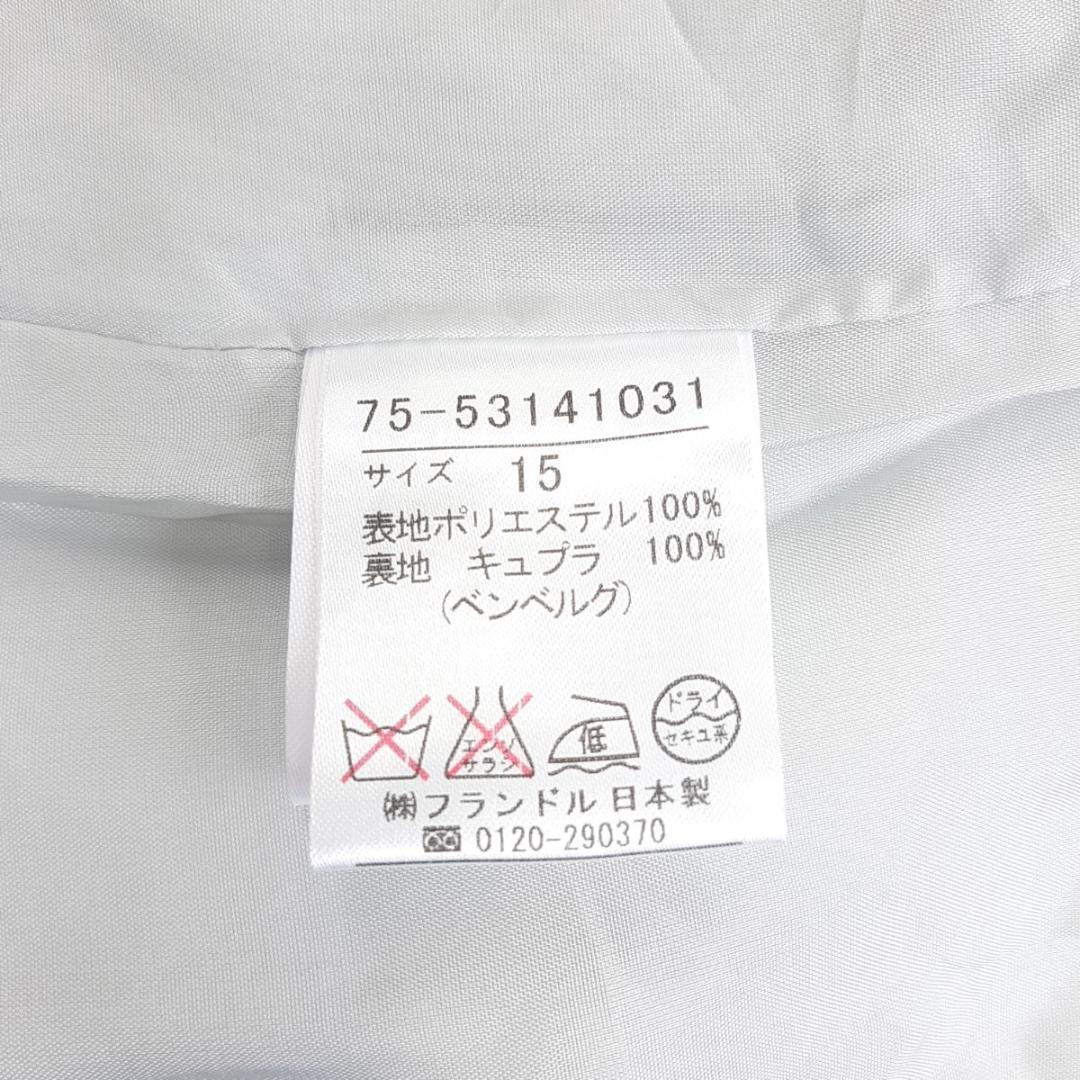 75-53141031
サイズ 15
表地ポリエステル100%
裏地 キュプラ 100%
(ベンベルグ)
エンソ
サラシ
低
ドライ
セキユ系
㈱フランドル 日本製
0120-290370